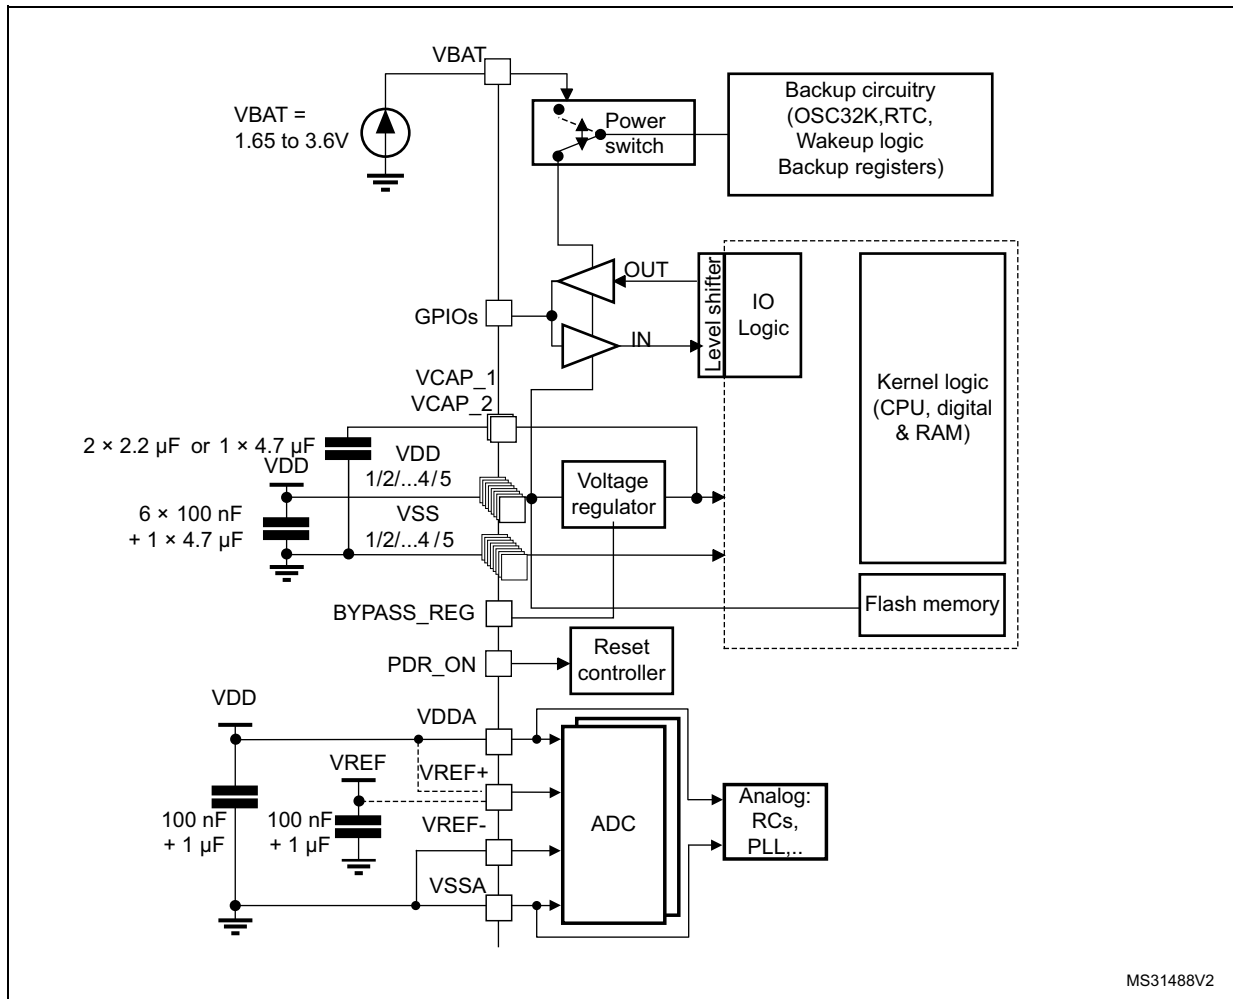 VBAT
VBAT =
1.65 to 3.6V
Power
switch
Backup circuitry
(OSC32K,RTC,
Wakeup logic
Backup registers)
OUT
GPIOs
IN
Level shifter
IO
Logic
Kernel logic
(CPU, digital
& RAM)
VCAP_1
VCAP_2
2 × 2.2 µF or 1 × 4.7 µF
VDD
VDD
1/2/...4/5
Voltage
regulator
6 × 100 nF
+ 1 × 4.7 µF
VSS
1/2/...4/5
Flash memory
BYPASS_REG
PDR_ON
Reset
controller
VDD
VDDA
VREF
VREF+
ADC
Analog:
RCs,
PLL,..
100 nF
+ 1 µF
100 nF
+ 1 µF
VREF-
VSSA
MS31488V2